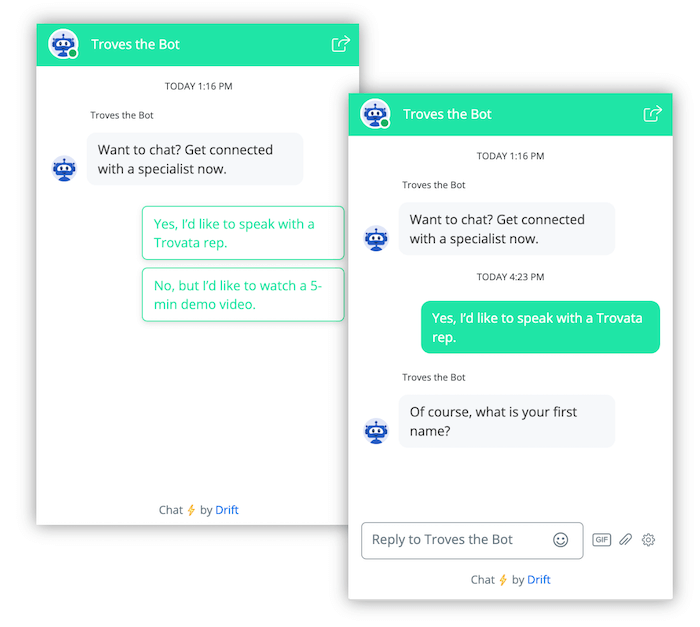 Troves the Bot
TODAY 1:16 PM
Troves the Bot
Want to chat? Get connected
with a specialist now.
Yes, I’d like to speak with a
Trovata rep.
No, but I’d like to watch a 5-
min demo video.
Chat ⚡ by Drift
Troves the Bot
TODAY 1:16 PM
Troves the Bot
Want to chat? Get connected
with a specialist now.
TODAY 4:23 PM
Yes, I’d like to speak with a Trovata
rep.
Troves the Bot
Of course, what is your first
name?
Reply to Troves the Bot
GIF
Chat ⚡ by Drift